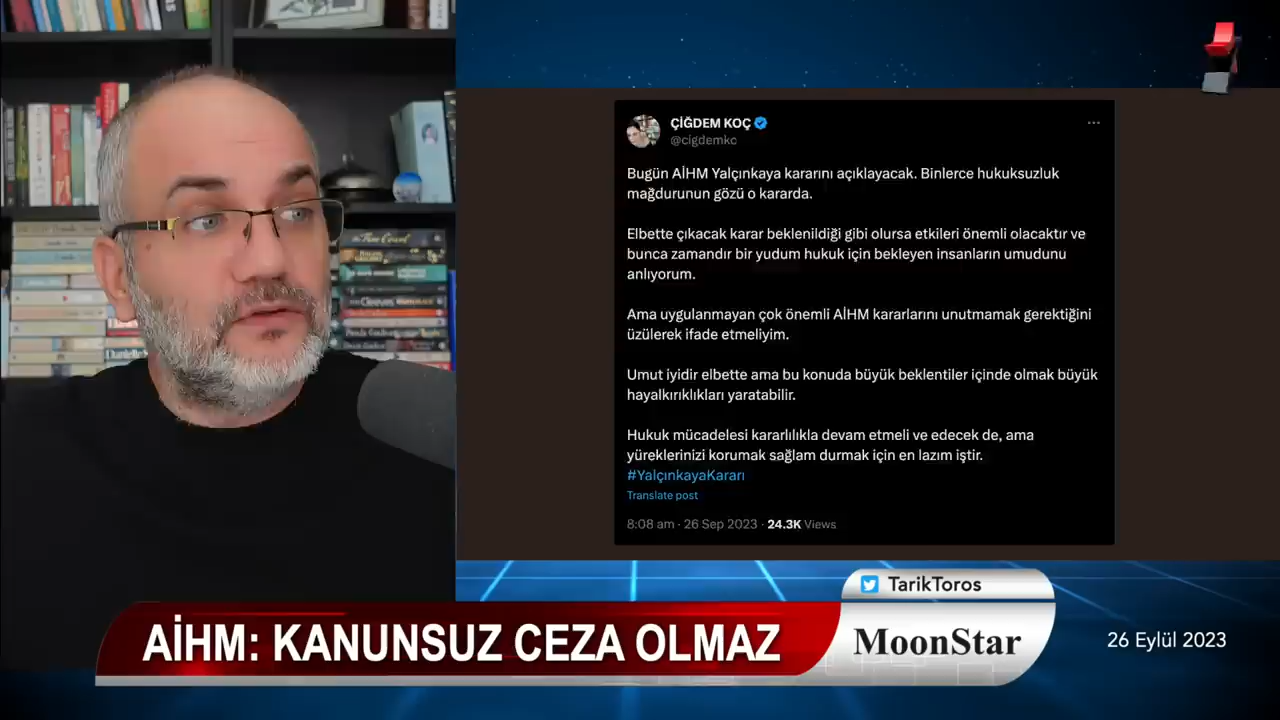 ÇİĞDEM KOÇ
@cigdemkc
Bugün AİHM Yalçınkaya kararını açıklayacak. Binlerce hukuksuzluk
mağdurunun gözü o kararda.
Elbette çıkacak karar beklenildiği gibi olursa etkileri önemli olacaktır ve
bunca zamandır bir yudum hukuk için bekleyen insanların umudunu
anlıyorum.
Ama uygulanmayan çok önemli AİHM kararlarını unutmamak gerektiğini
üzülerek ifade etmeliyim.
Umut iyidir elbette ama bu konuda büyük beklentiler içinde olmak büyük
hayalkırıklıkları yaratabilir.
Hukuk mücadelesi kararlılıkla devam etmeli ve edecek de, ama
yüreklerinizi korumak sağlam durmak için en lazım iştir.
#YalçınkayaKararı
Translate post
8:08 am · 26 Sep 2023 · 24.3K Views
TarikToros
AİHM: KANUNSUZ CEZA OLMAZ
MoonStar
26 Eylül 2023